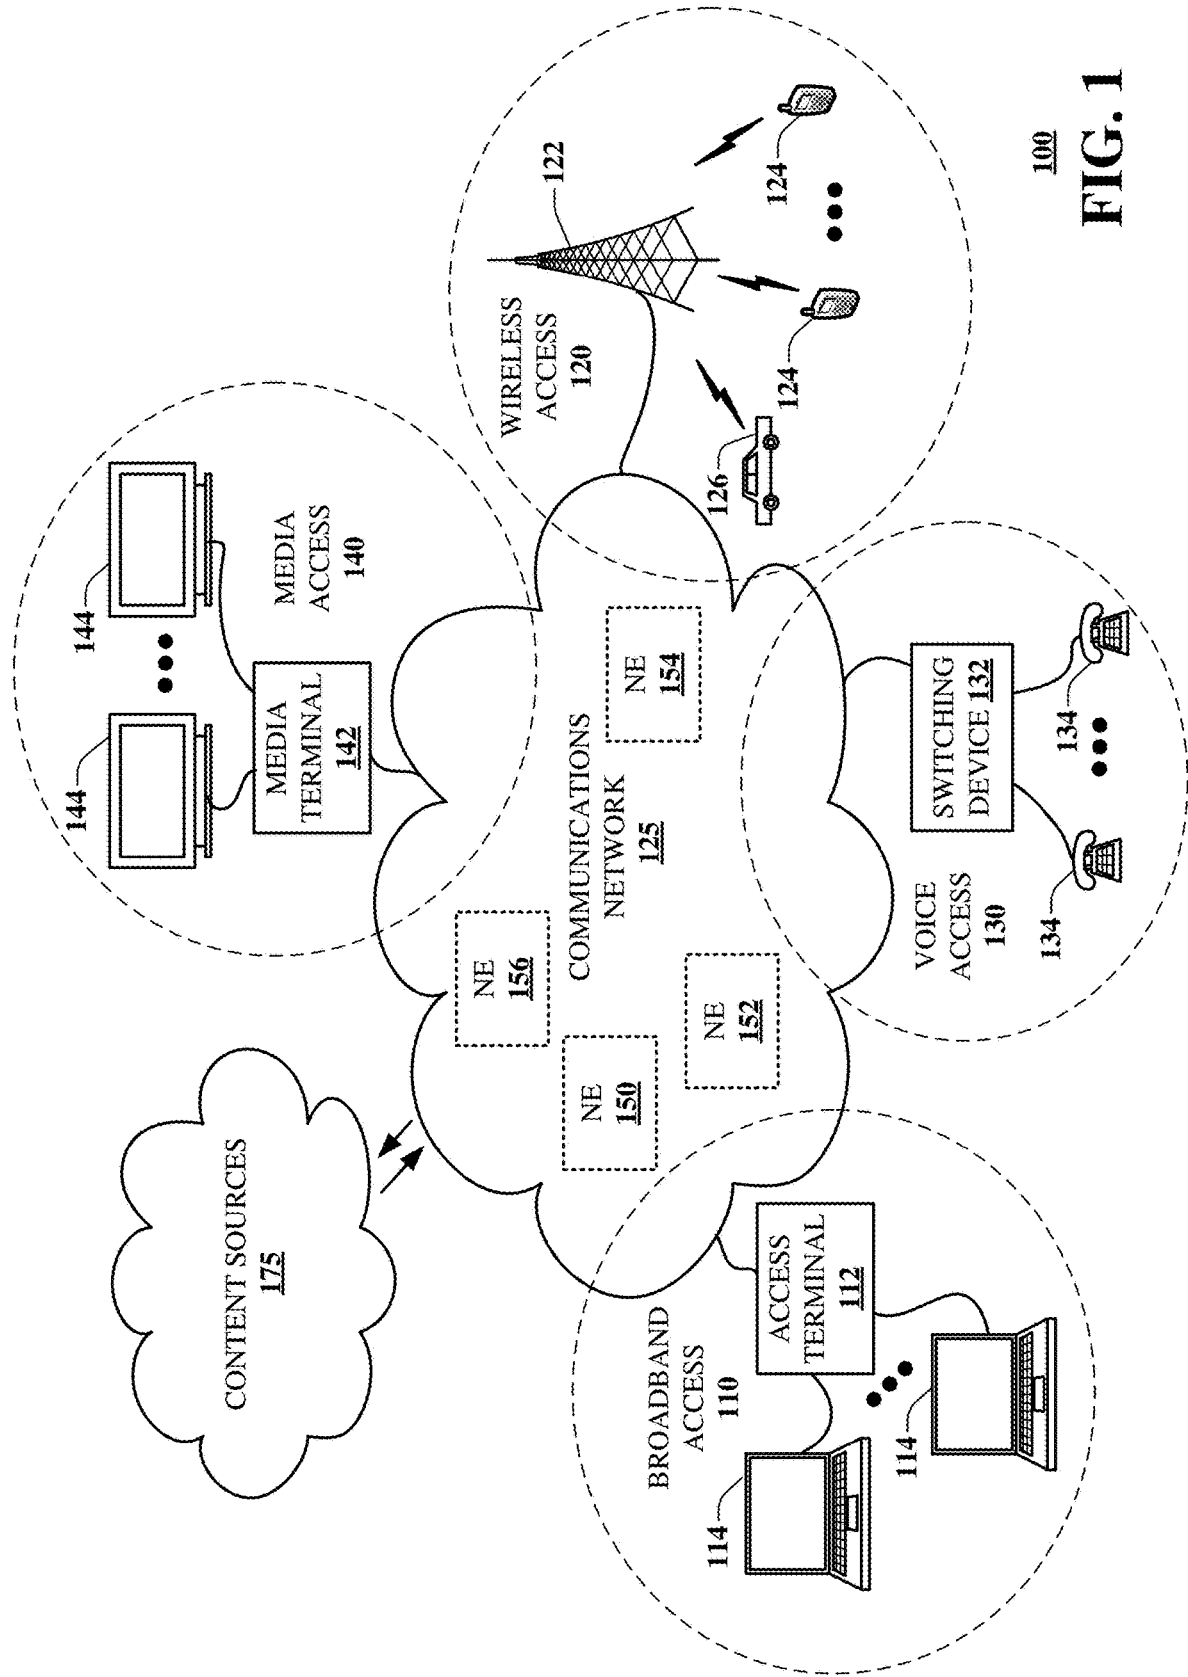 144
144
MEDIA
TERMINAL
142
MEDIA
ACCESS
140
CONTENT SOURCES
175
WIRELESS
ACCESS
120
122
124
124
126
NE
156
NE
150
NE
152
NE
154
COMMUNICATIONS
NETWORK
125
BROADBAND
ACCESS
110
ACCESS
TERMINAL
112
114
114
VOICE
ACCESS
130
SWITCHING
DEVICE 132
134
134
100
FIG. 1